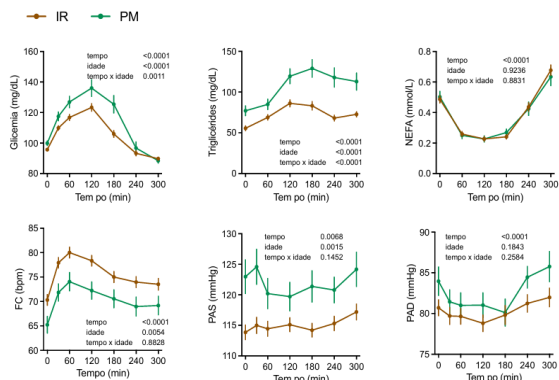 IR PM
Glicemia (mg/dL)
160
140
120
100
80
tempo <0.0001
idade <0.0001
tempo x idade 0.0011
0 60 120 180 240 300
Tem po (min)
Triglicérides (mg/dL)
150
100
50
0
tempo <0.0001
idade <0.0001
tempo x idade <0.0001
0 60 120 180 240 300
Tem po (min)
NEFA (mmol/L)
0.8
0.6
0.4
0.2
0.0
tempo <0.0001
idade 0.9236
tempo x idade 0.8831
0 60 120 180 240 300
Tem po (min)
FC (bpm)
85
80
75
70
65
60
tempo <0.0001
idade 0.0054
tempo x idade 0.8828
0 60 120 180 240 300
Tempo (min)
PAS (mmHg)
130
125
120
115
110
tempo 0.0068
idade 0.0015
tempo x idade 0.1452
0 60 120 180 240 300
Tem po (min)
PAD (mmHg)
90
85
80
75
tempo <0.0001
idade 0.1843
tempo x idade 0.2584
0 60 120 180 240 300
Tem po (min)